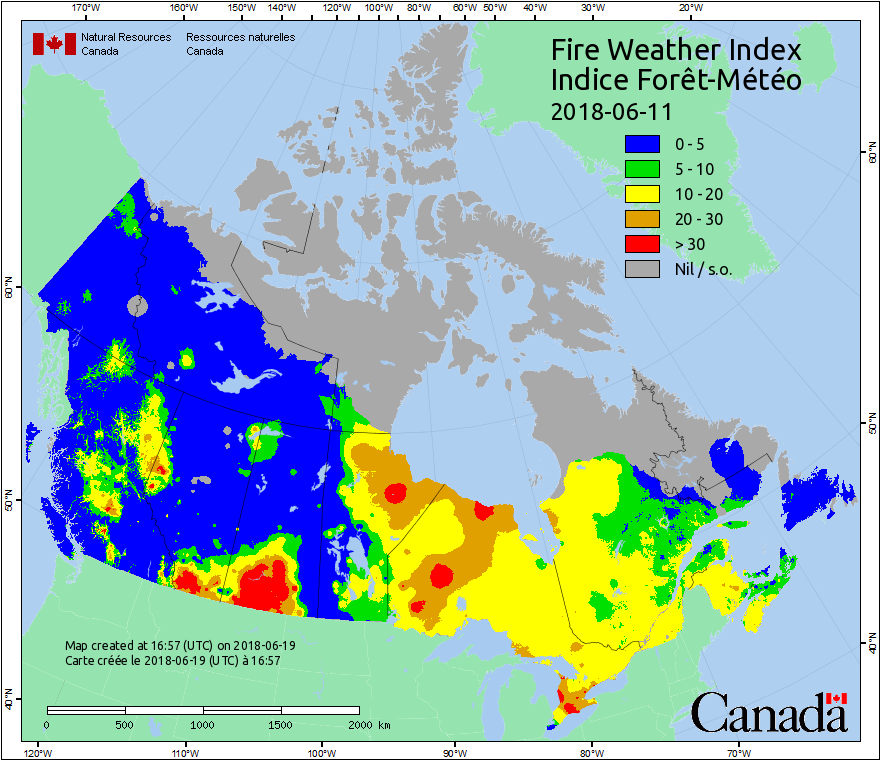 170°W 160°W 150°W 140°W 130°W 120°W 110°W 100°W 90°W 80°W 70°W 60°W 50°W 40°W 30°W 20°W
Natural Resources Ressources naturelles
Canada Canada
Fire Weather Index
Indice Forêt-Météo
2018-06-11
0 - 5
5 - 10
10 - 20
20 - 30
> 30
Nil / s.o.
60°N
60°N
50°N
50°N
40°N
40°N
Map created at 16:57 (UTC) on 2018-06-19
Carte créée le 2018-06-19 (UTC) à 16:57
0 500 1000 1500 2000 km
Canada
120°W 110°W 100°W 90°W 80°W 70°W